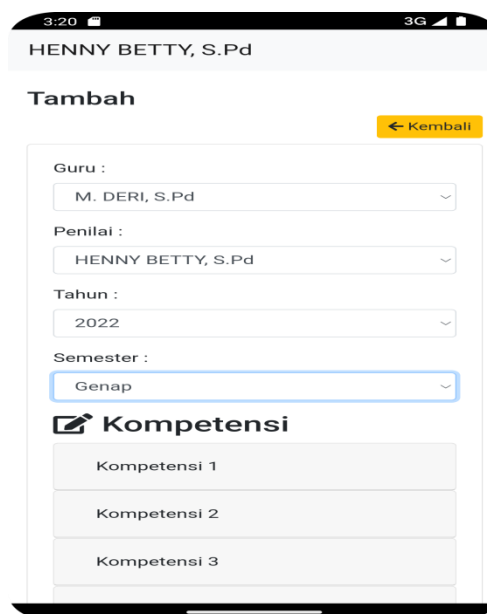 3:20
3G
HENNY BETTY, S.Pd
Tambah
Kembali
Guru :
M. DERI, S.Pd
Penilai :
HENNY BETTY, S.Pd
Tahun :
2022
Semester :
Genap
Kompetensi
Kompetensi 1
Kompetensi 2
Kompetensi 3